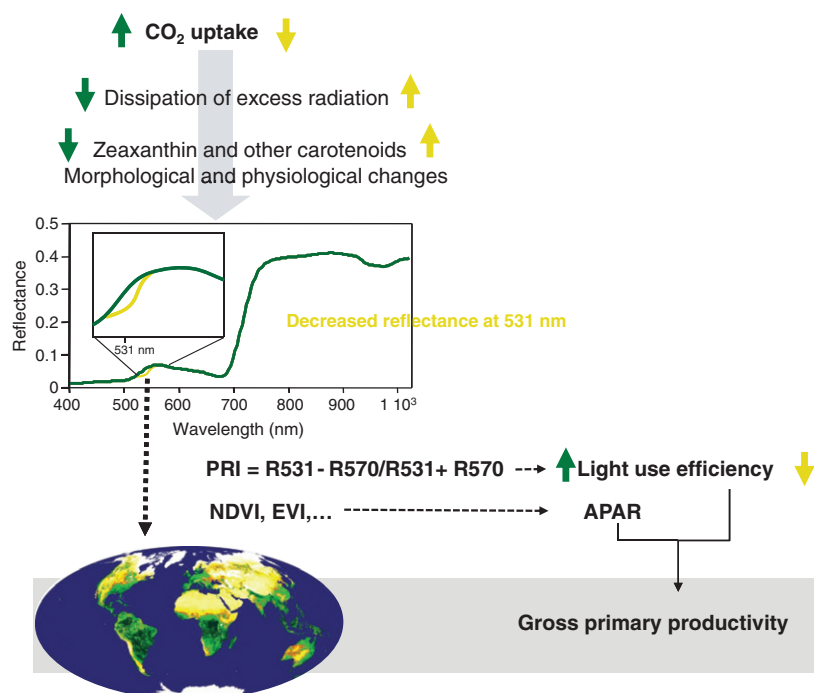 CO₂ uptake
Dissipation of excess radiation
Zeaxanthin and other carotenoids
Morphological and physiological changes
0.5
0.4
0.3
0.2
0.1
0
Reflectance
531 nm
Decreased reflectance at 531 nm
400 500 600 700 800 900 1 10³
Wavelength (nm)
PRI = R531- R570/R531+ R570
Light use efficiency
NDVI, EVI,...
APAR
Gross primary productivity